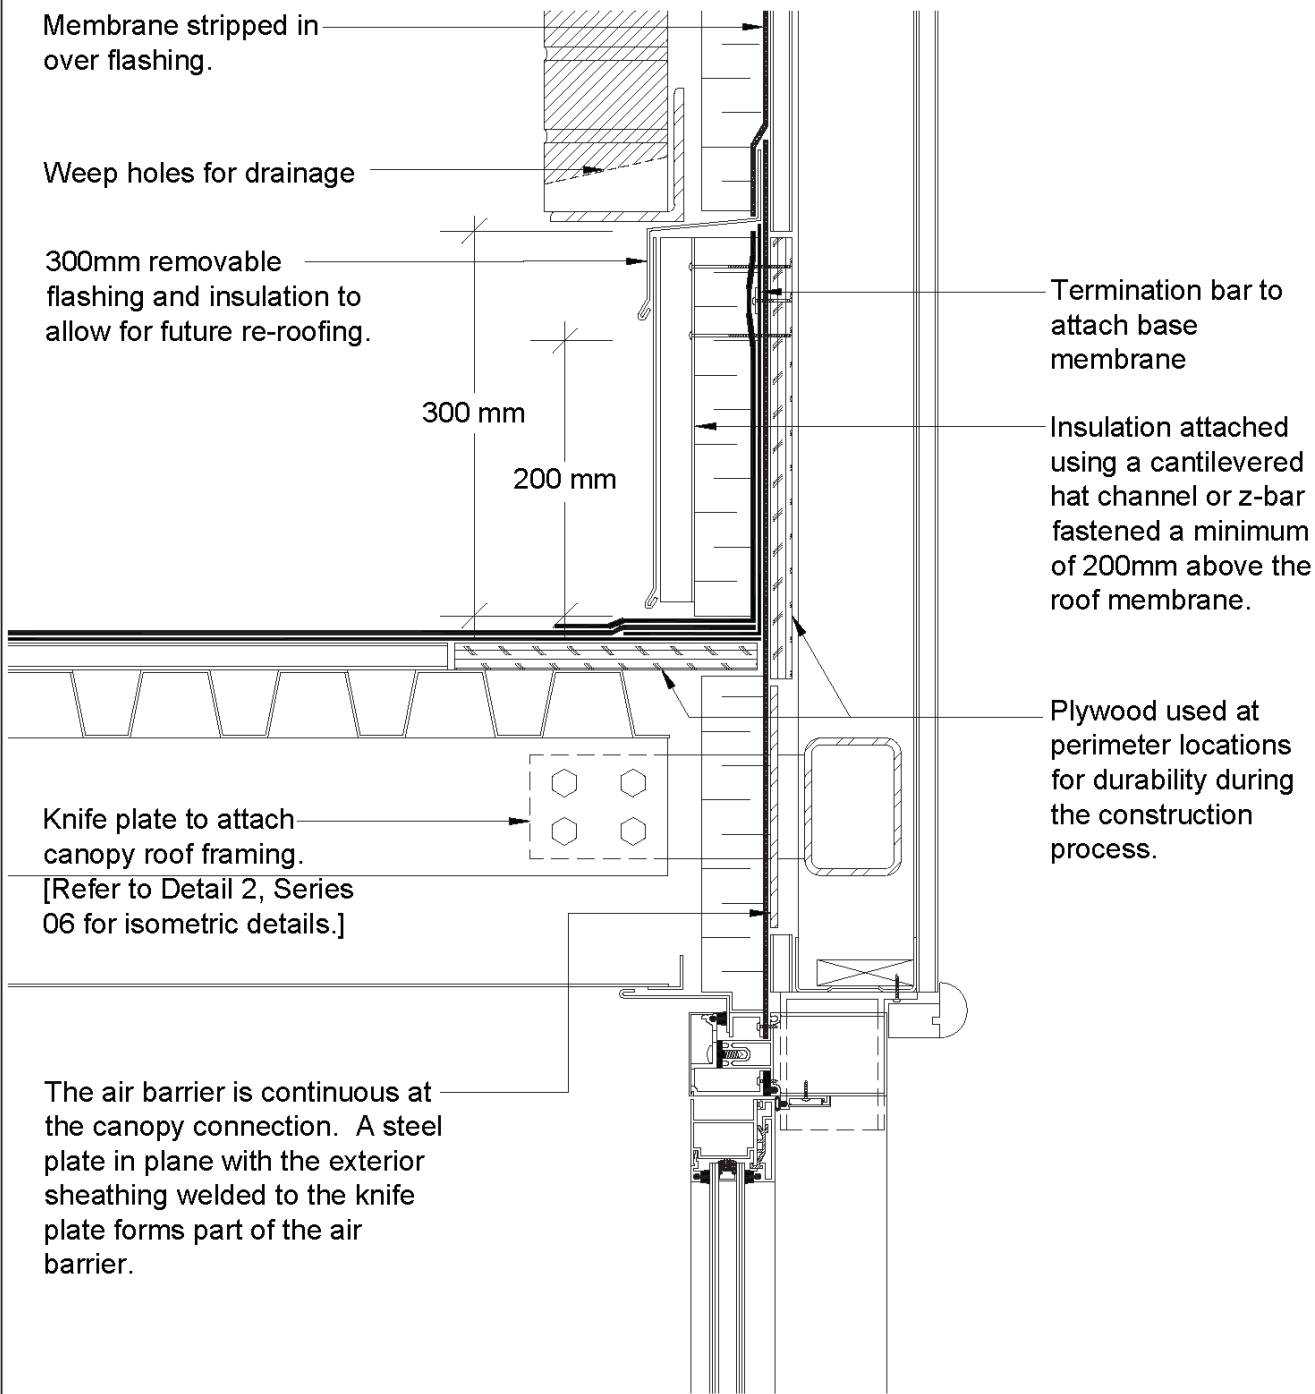 Membrane stripped in
over flashing.
Weep holes for drainage
300mm removable
flashing and insulation to
allow for future re-roofing.
300 mm
200 mm
Termination bar to
attach base
membrane
Insulation attached
using a cantilevered
hat channel or z-bar
fastened a minimum
of 200mm above the
roof membrane.
Plywood used at
perimeter locations
for durability during
the construction
process.
Knife plate to attach
canopy roof framing.
[Refer to Detail 2, Series
06 for isometric details.]
The air barrier is continuous at
the canopy connection.  A steel
plate in plane with the exterior
sheathing welded to the knife
plate forms part of the air
barrier.